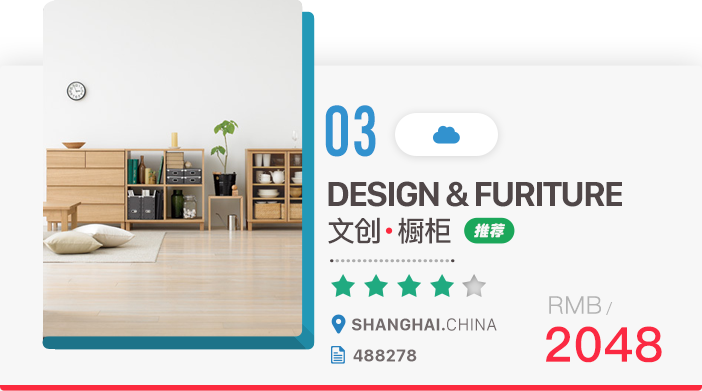 03
DESIGN & FURITURE
文创•橱柜 推荐
SHANGHAI.CHINA
488278
RMB /
2048